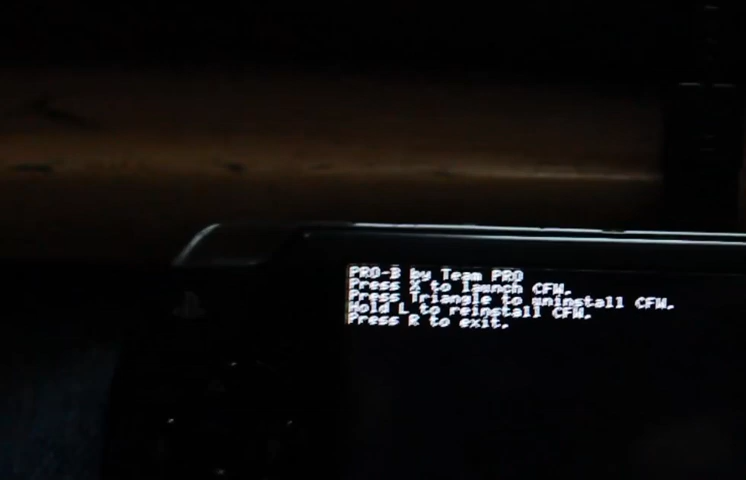 PRO-B by Team PRO
Press X to launch CFW.
Press Triangle to uninstall CFW.
Hold L to reinstall CFW.
Press R to exit.